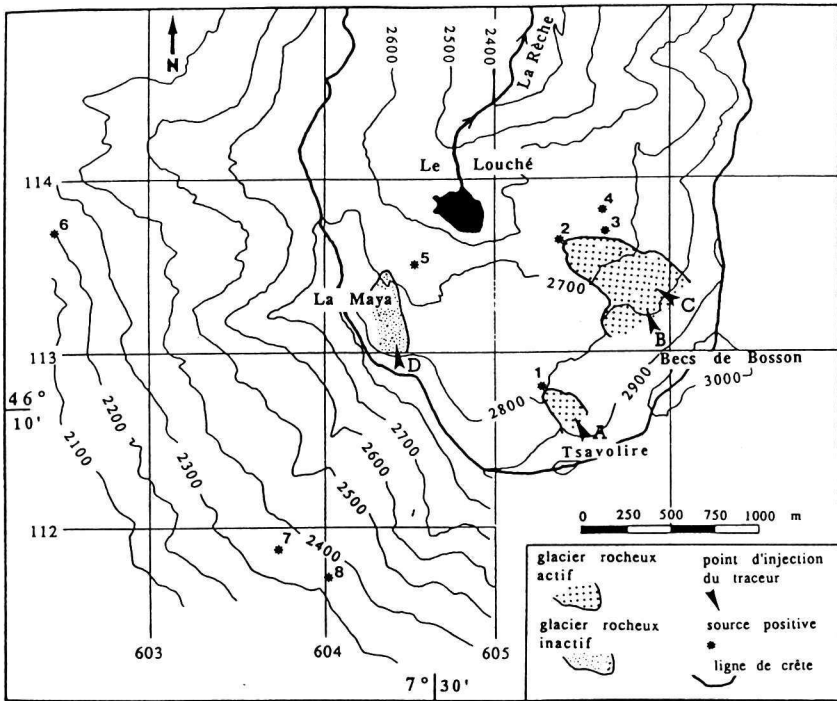 2600
2500
2400
La Rèche
N
Le Louché
114
4
3
2
6
5
2700
La Maya
C
B
113
D
Becs de Bosson
2900
3000
1
46°
10'
2800
A
Tsavolire
2100
2200
2300
2700
2600
2500
2400
0 250 500 750 1000 m
112
7
8
glacier rocheux
actif
point d'injection
du traceur
glacier rocheux
inactif
source positive
ligne de crête
603
604
605
7° 30'